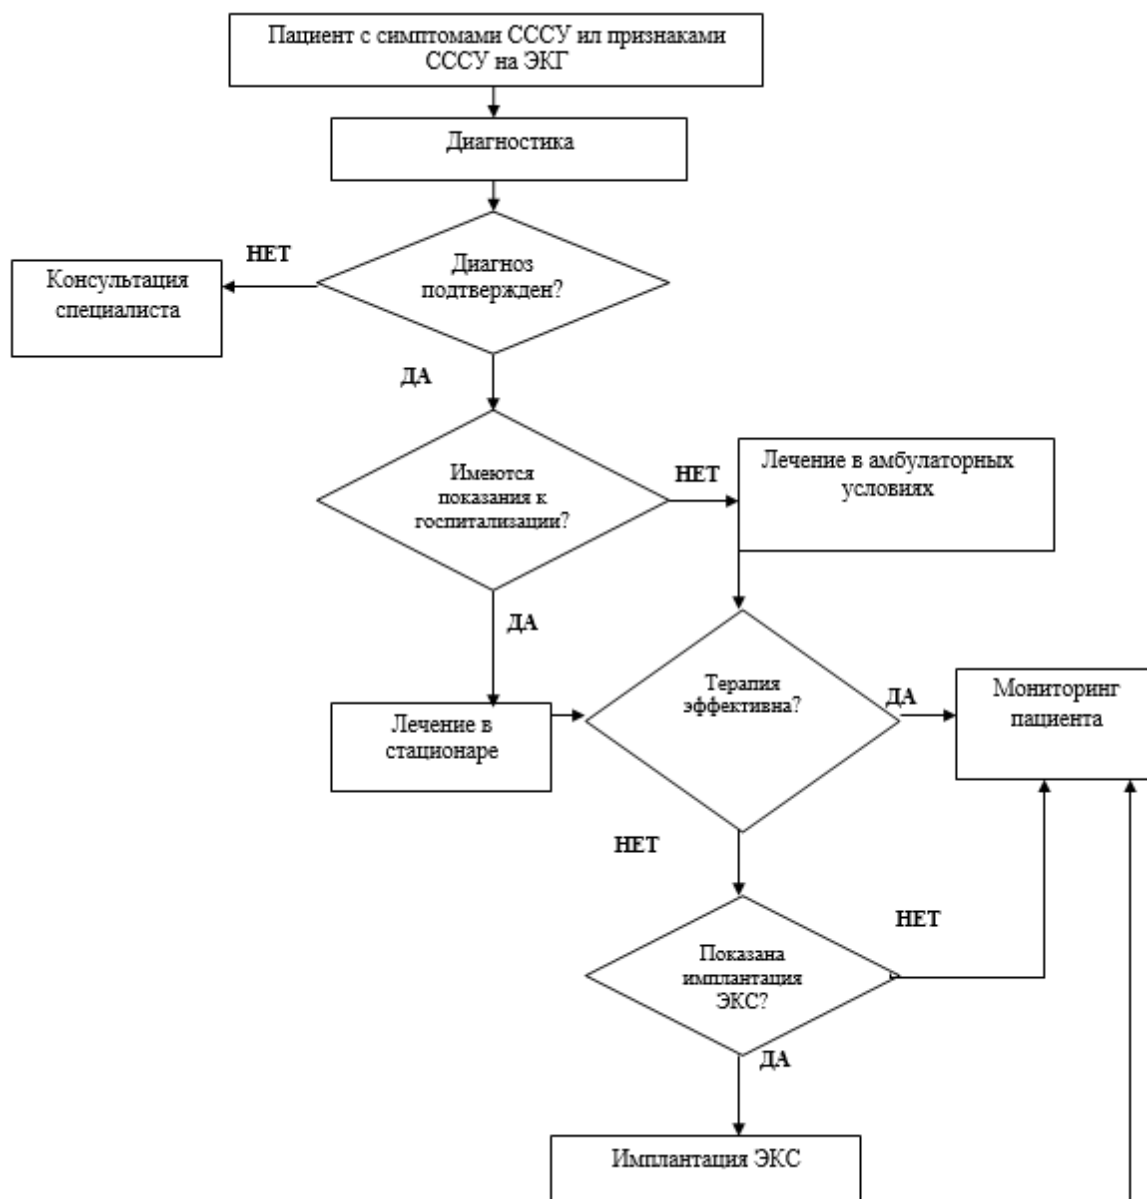 Пациент с симптомами СССУ ил признаками
СССУ на ЭКГ
Диагностика
НЕТ
Диагноз
подтвержден?
Консультация
специалиста
ДА
Имеются
показания к
госпитализации?
НЕТ
Лечение в амбулаторных
условиях
ДА
Лечение в
стационаре
Терапия
эффективна?
ДА
Мониторинг
пациента
НЕТ
Показана
имплантация
ЭКС?
НЕТ
ДА
Имплантация ЭКС